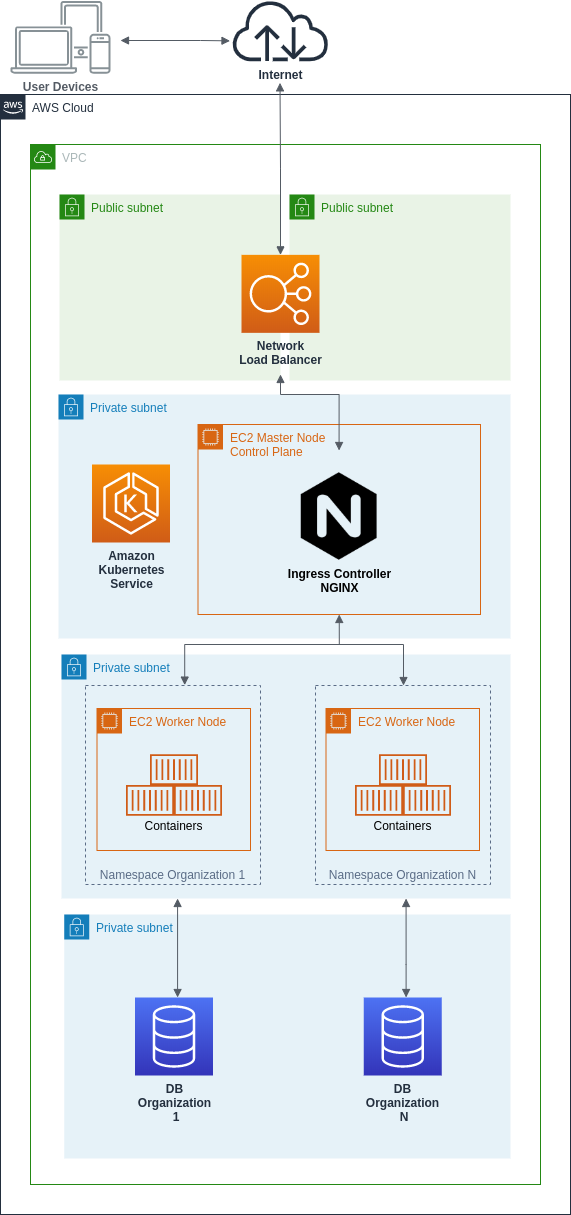 User Devices
Internet
aws
AWS Cloud
VPC
Public subnet
Public subnet
Network
Load Balancer
Private subnet
EC2 Master Node
Control Plane
K
Amazon
Kubernetes
Service
N
Ingress Controller
NGINX
Private subnet
EC2 Worker Node
EC2 Worker Node
Containers
Containers
Namespace Organization 1
Namespace Organization N
Private subnet
DB
Organization
1
DB
Organization
N